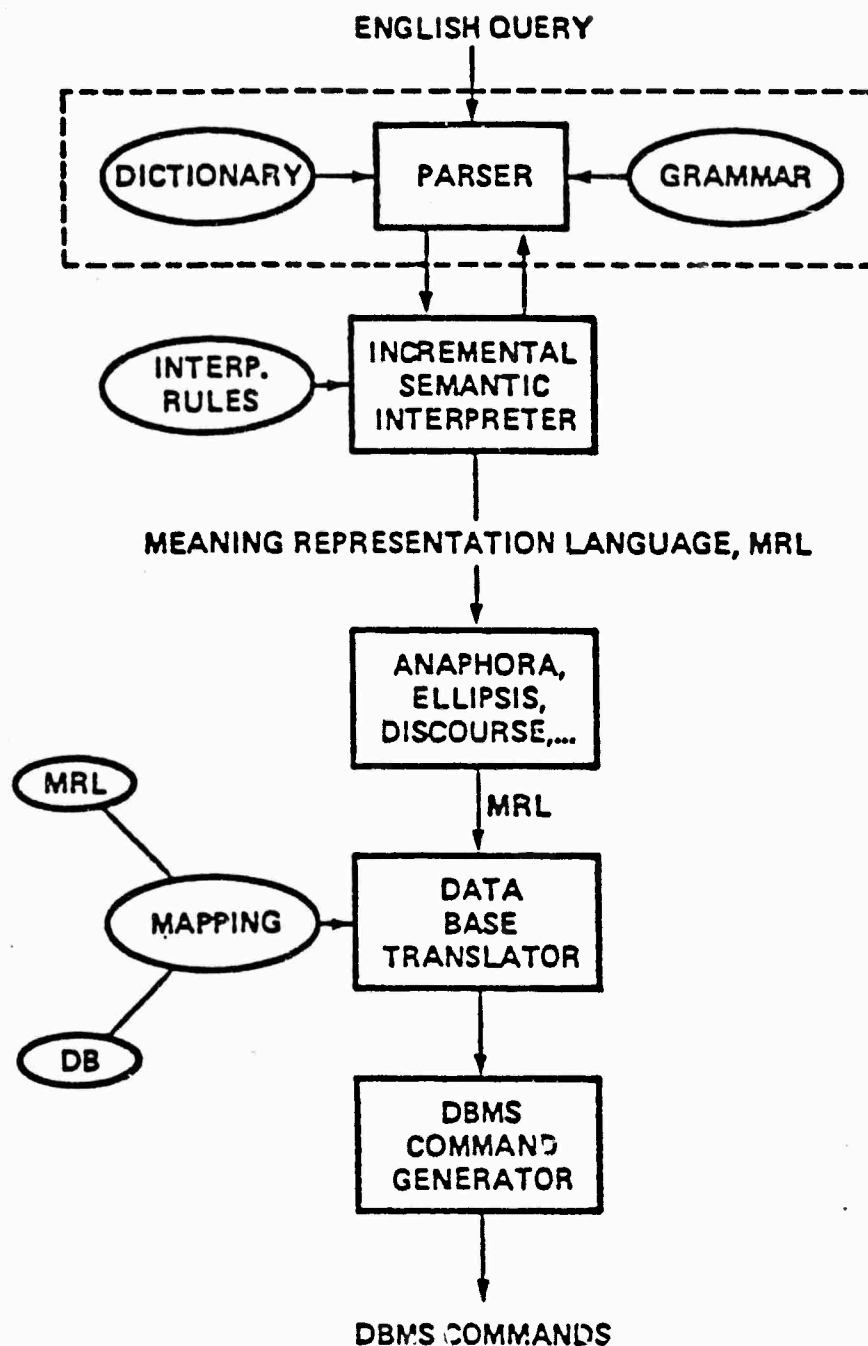 ENGLISH QUERY
DICTIONARY
PARSER
GRAMMAR
INTERP.
RULES
INCREMENTAL
SEMANTIC
INTERPRETER
MEANING REPRESENTATION LANGUAGE, MRL
ANAPHORA,
ELLIPSIS,
DISCOURSE,...
MRL
MRL
MAPPING
DATA
BASE
TRANSLATOR
DB
DBMS
COMMAND
GENERATOR
DBMS COMMANDS